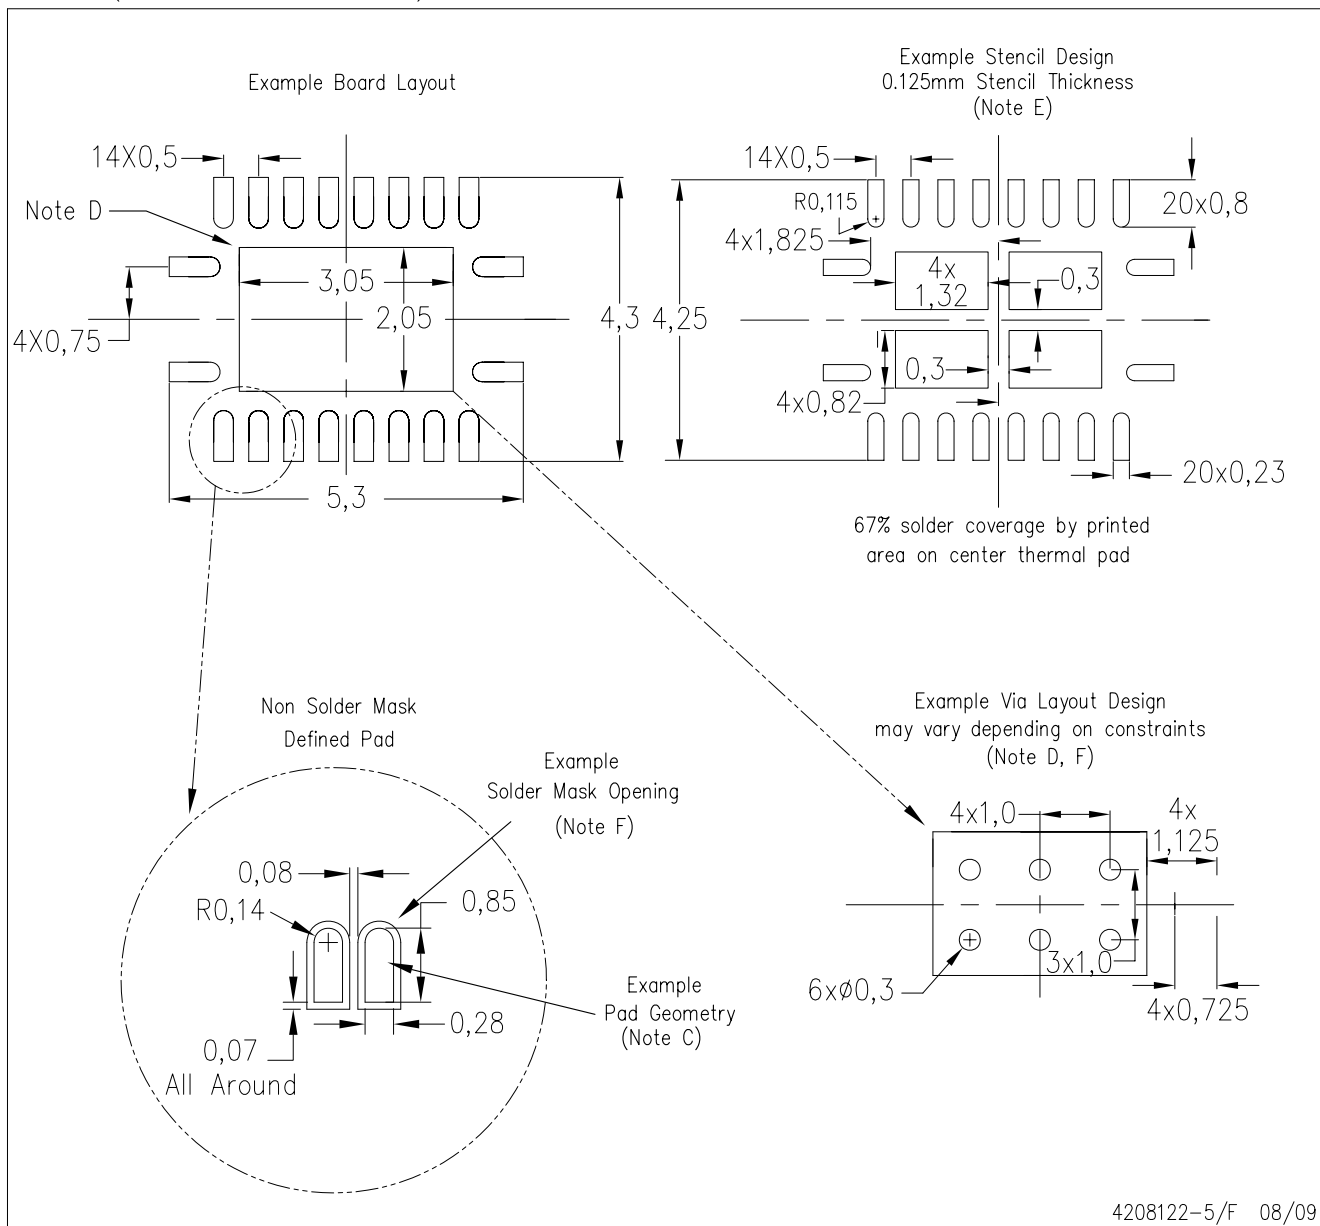 Example Board Layout
14X0,5
Note D
3,05
2,05
4X0,75
4,3
5,3
Example Stencil Design
0.125mm Stencil Thickness
(Note E)
14X0,5
R0,115
20x0,8
4x1,825
4x
1,32
0,3
4,25
0,3
4x0,82
20x0,23
67% solder coverage by printed
area on center thermal pad
Non Solder Mask
Defined Pad
Example
Solder Mask Opening
(Note F)
0,08
R0,14
0,85
Example
Pad Geometry
(Note C)
0,28
0,07
All Around
Example Via Layout Design
may vary depending on constraints
(Note D, F)
4x1,0
4x
1,125
3x1,0
6xø0,3
4x0,725
4208122-5/F 08/09